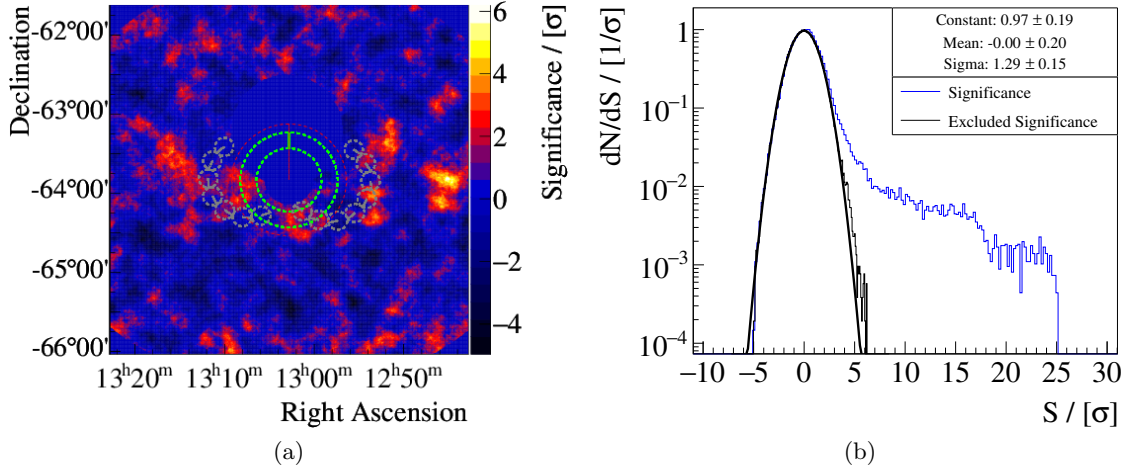 Declination
-62°00'
-63°00'
-64°00'
-65°00'
-66°00'
13ʰ20ᵐ 13ʰ10ᵐ 13ʰ00ᵐ 12ʰ50ᵐ
Right Ascension
6
4
2
0
−2
−4
Significance / [σ]
(a)
dN/dS / [1/σ]
1
10⁻¹
10⁻²
10⁻³
10⁻⁴
Constant: 0.97 ± 0.19
Mean: -0.00 ± 0.20
Sigma: 1.29 ± 0.15
Significance
Excluded Significance
−10 −5 0 5 10 15 20 25 30
S / [σ]
(b)